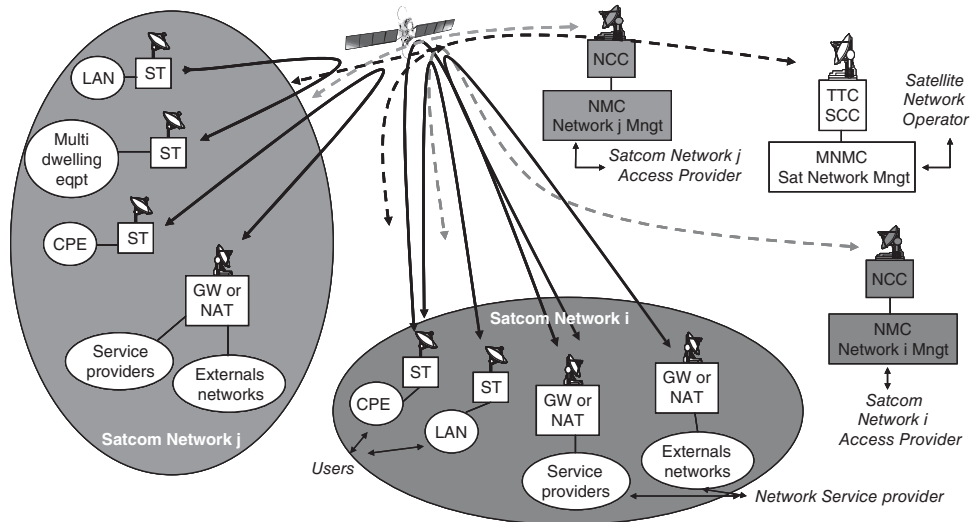 LAN
ST
Multi
dwelling
eqpt
ST
CPE
ST
GW or
NAT
Service
providers
Externals
networks
Satcom Network j
NCC
NMC
Network j Mngt
Satcom Network j
Access Provider
TTC
SCC
Satellite
Network
Operator
MNMC
Sat Network Mngt
NCC
NMC
Network i Mngt
Satcom
Network i
Access Provider
Satcom Network i
ST
CPE
ST
LAN
Users
GW or
NAT
Service
providers
GW or
NAT
Externals
networks
Network Service provider